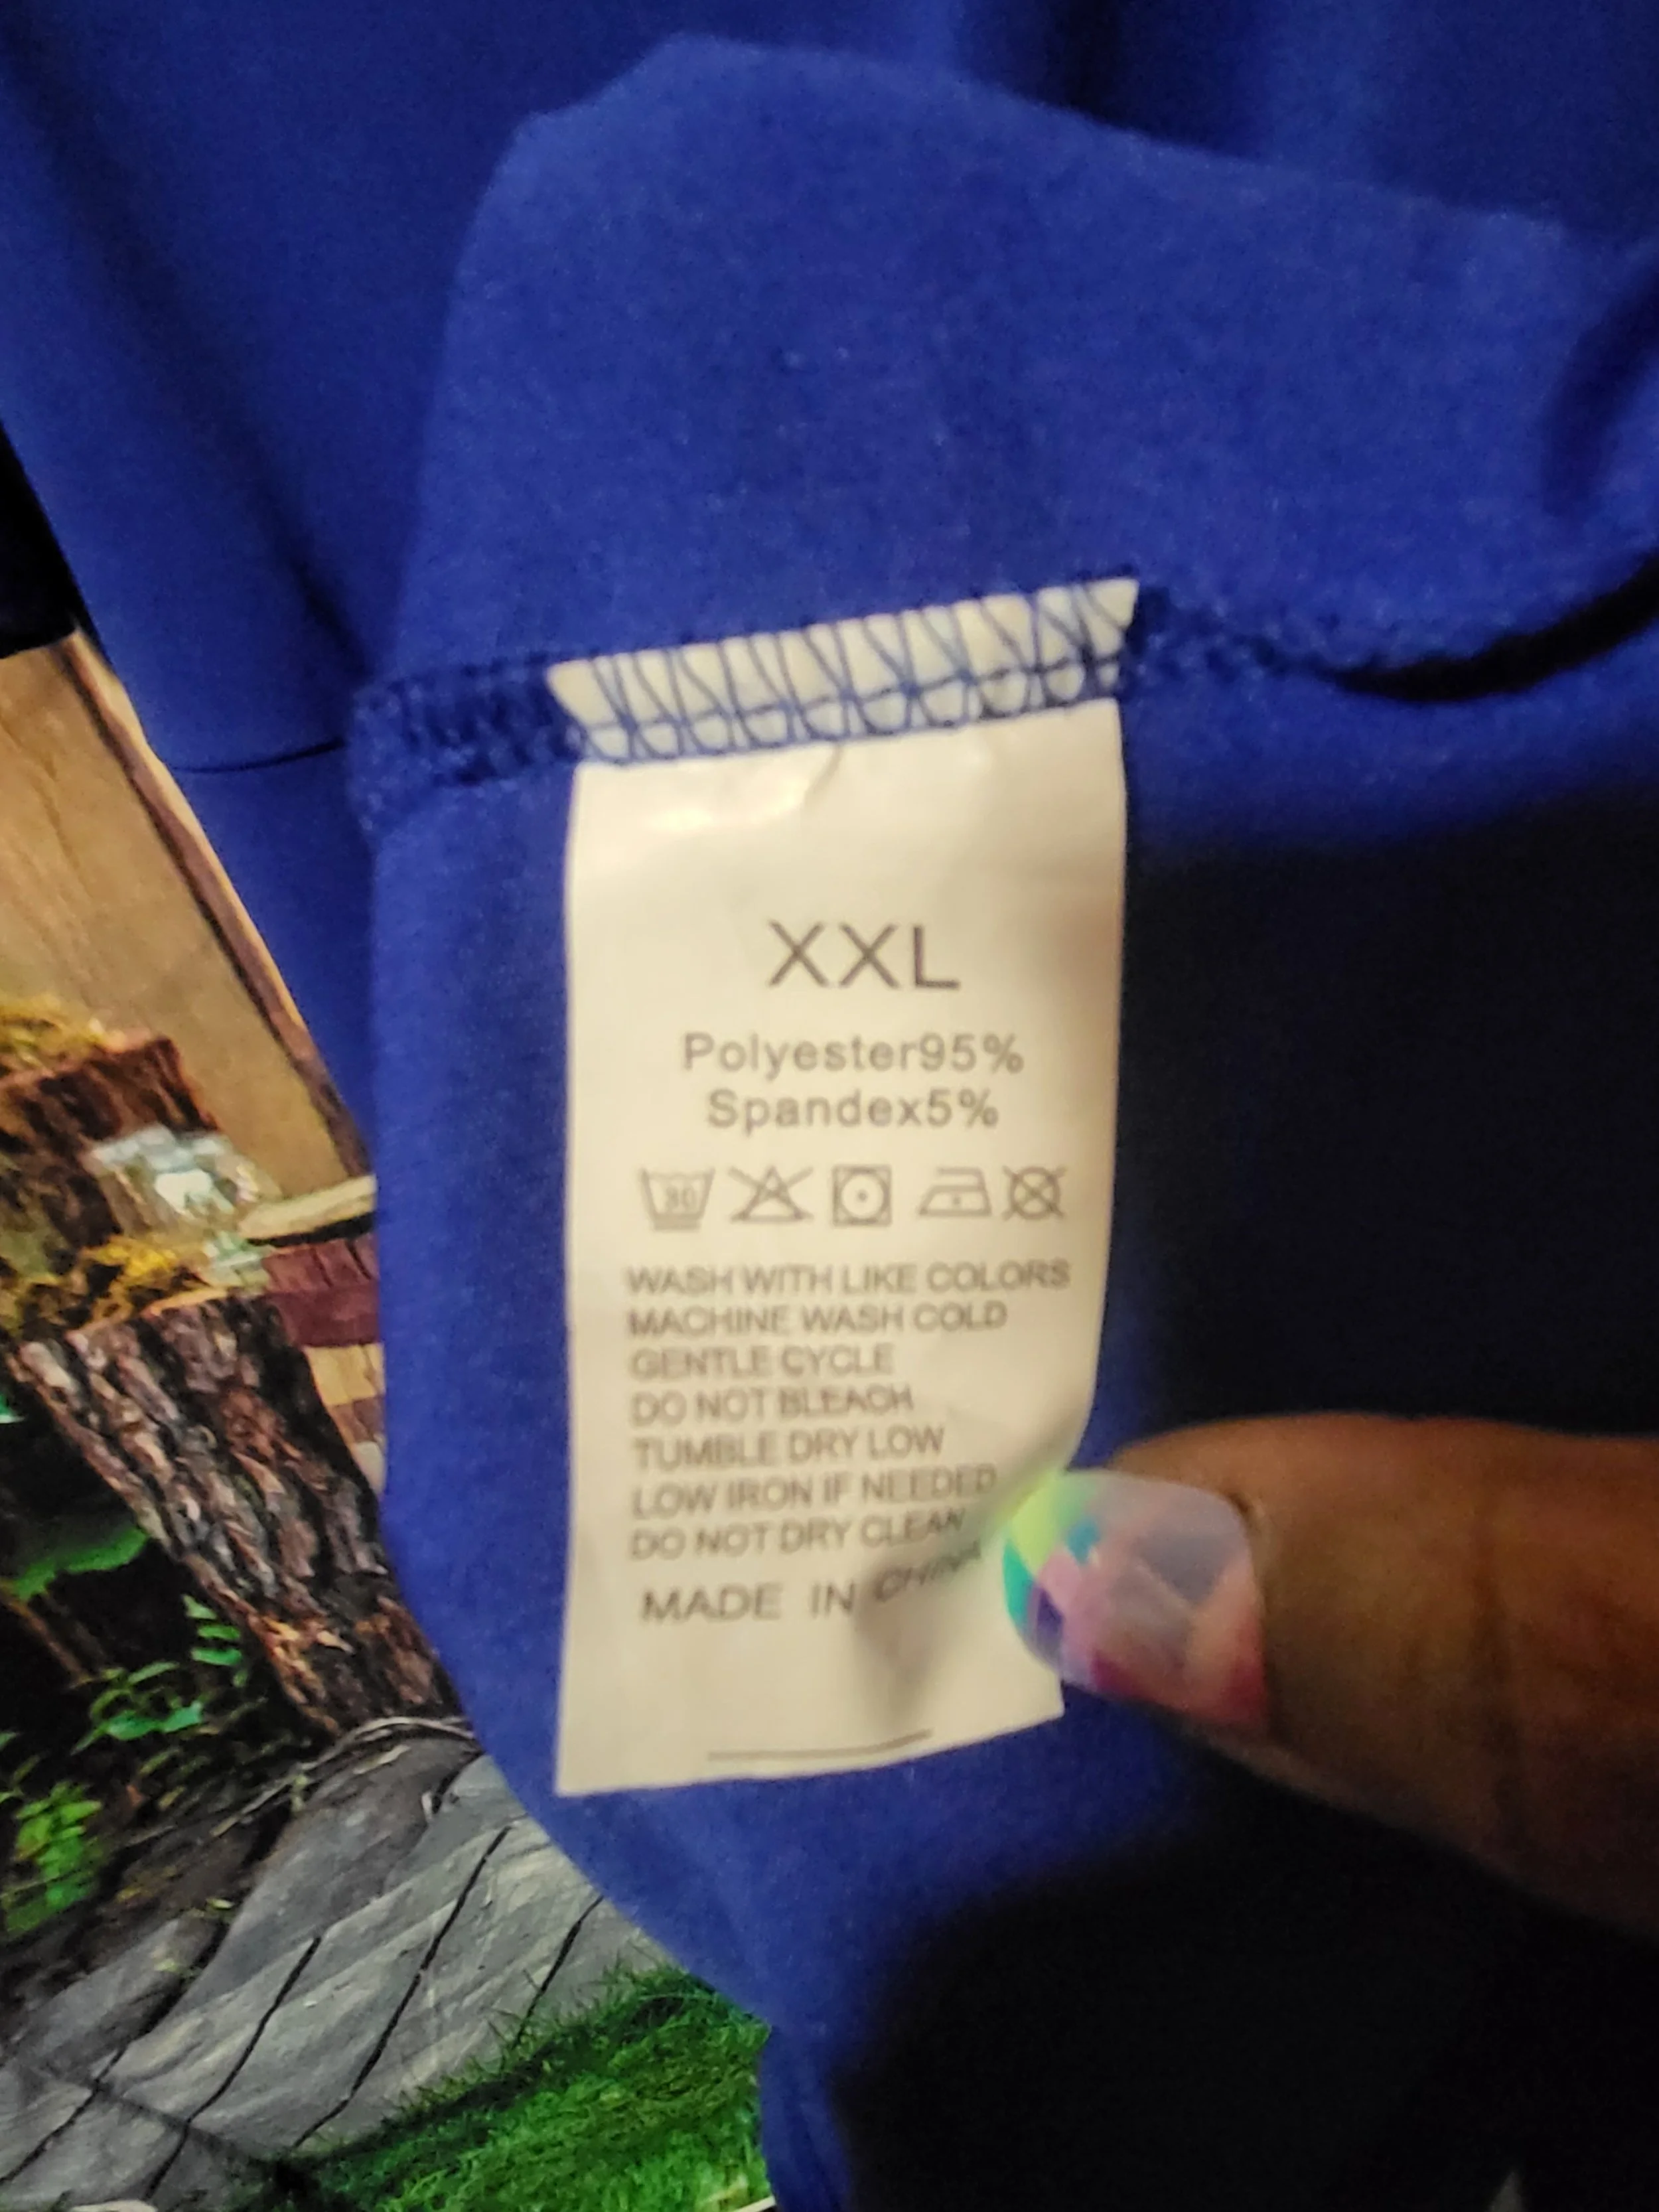 XXL
Polyester95%
Spandex5%
30
WASH WITH LIKE COLORS
MACHINE WASH COLD
GENTLE CYCLE
DO NOT BLEACH
TUMBLE DRY LOW
LOW IRON IF NEEDED
DO NOT DRY CLEAN
MADE IN CHINA